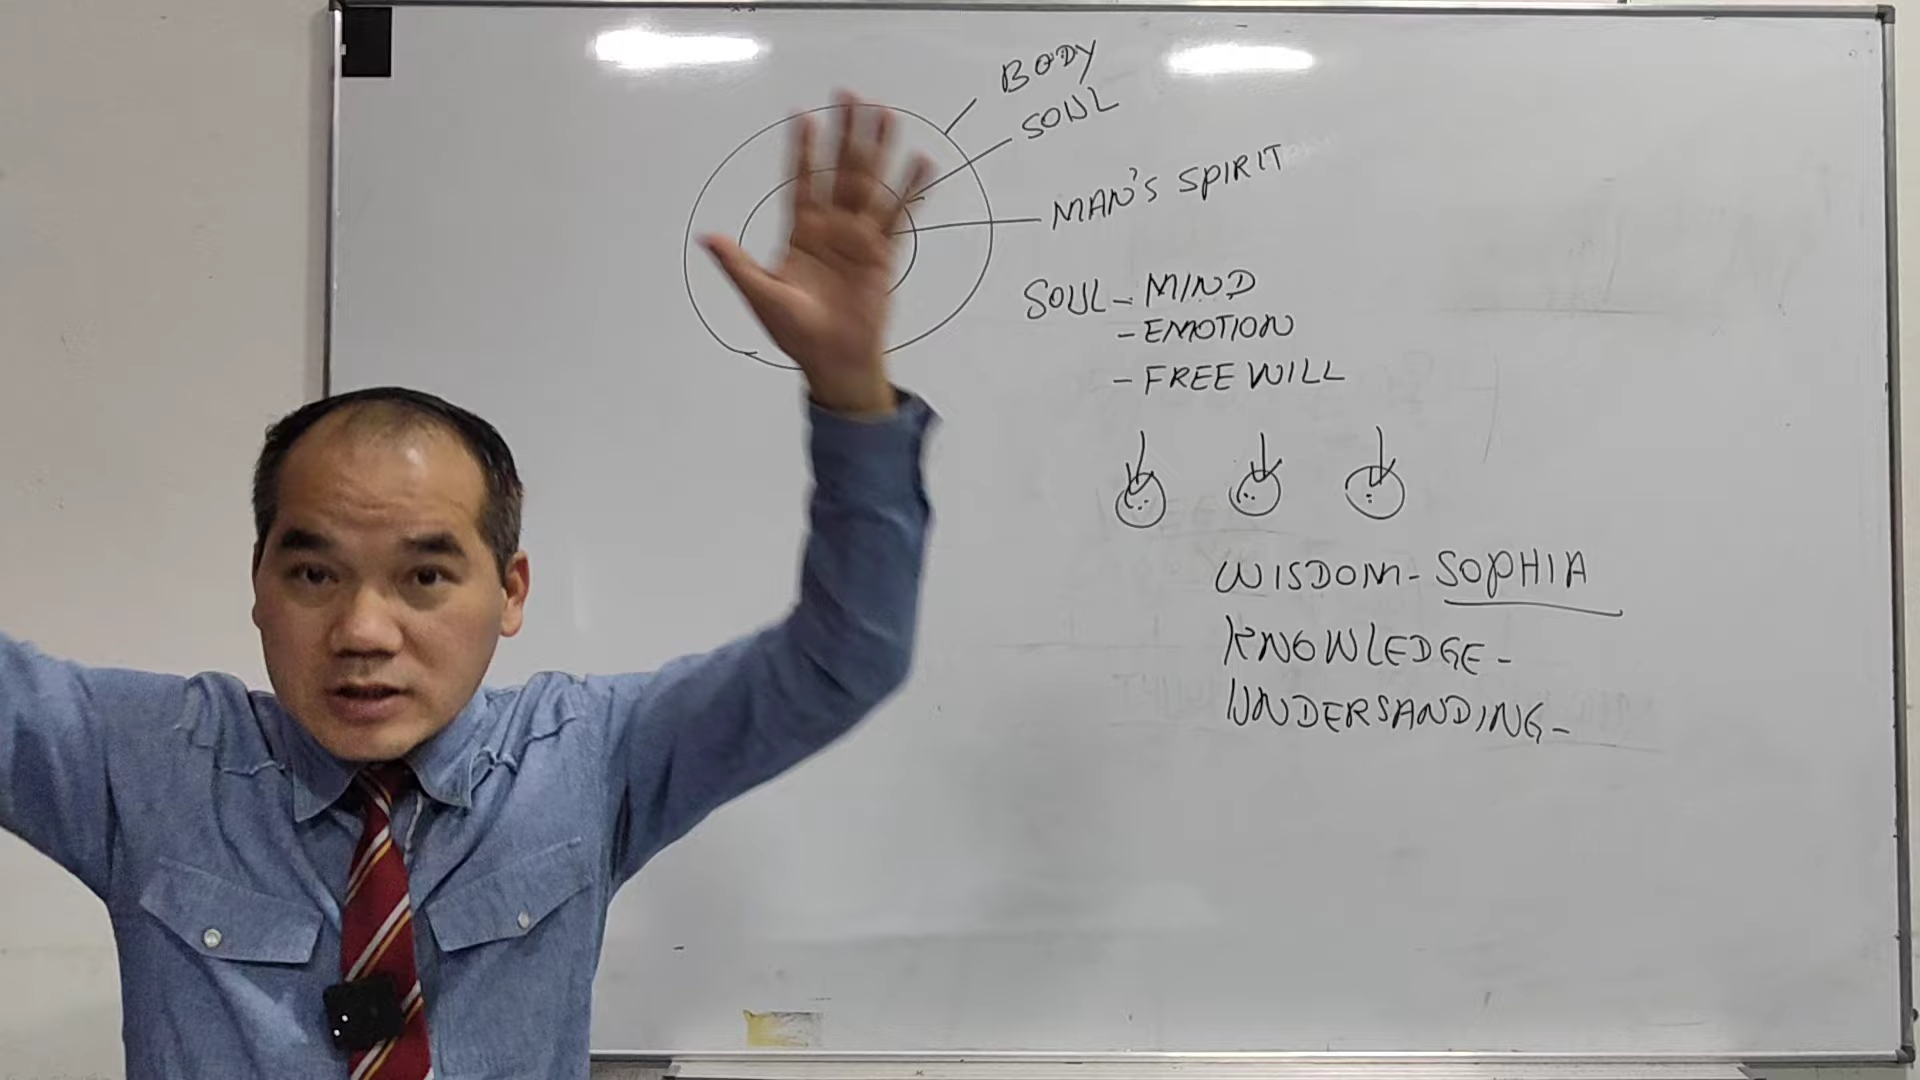 BODY
SOUL
MAN'S SPIRIT
SOUL - MIND
- EMOTION
- FREE WILL
WISDOM - SOPHIA
KNOWLEDGE -
UNDERSANDING -